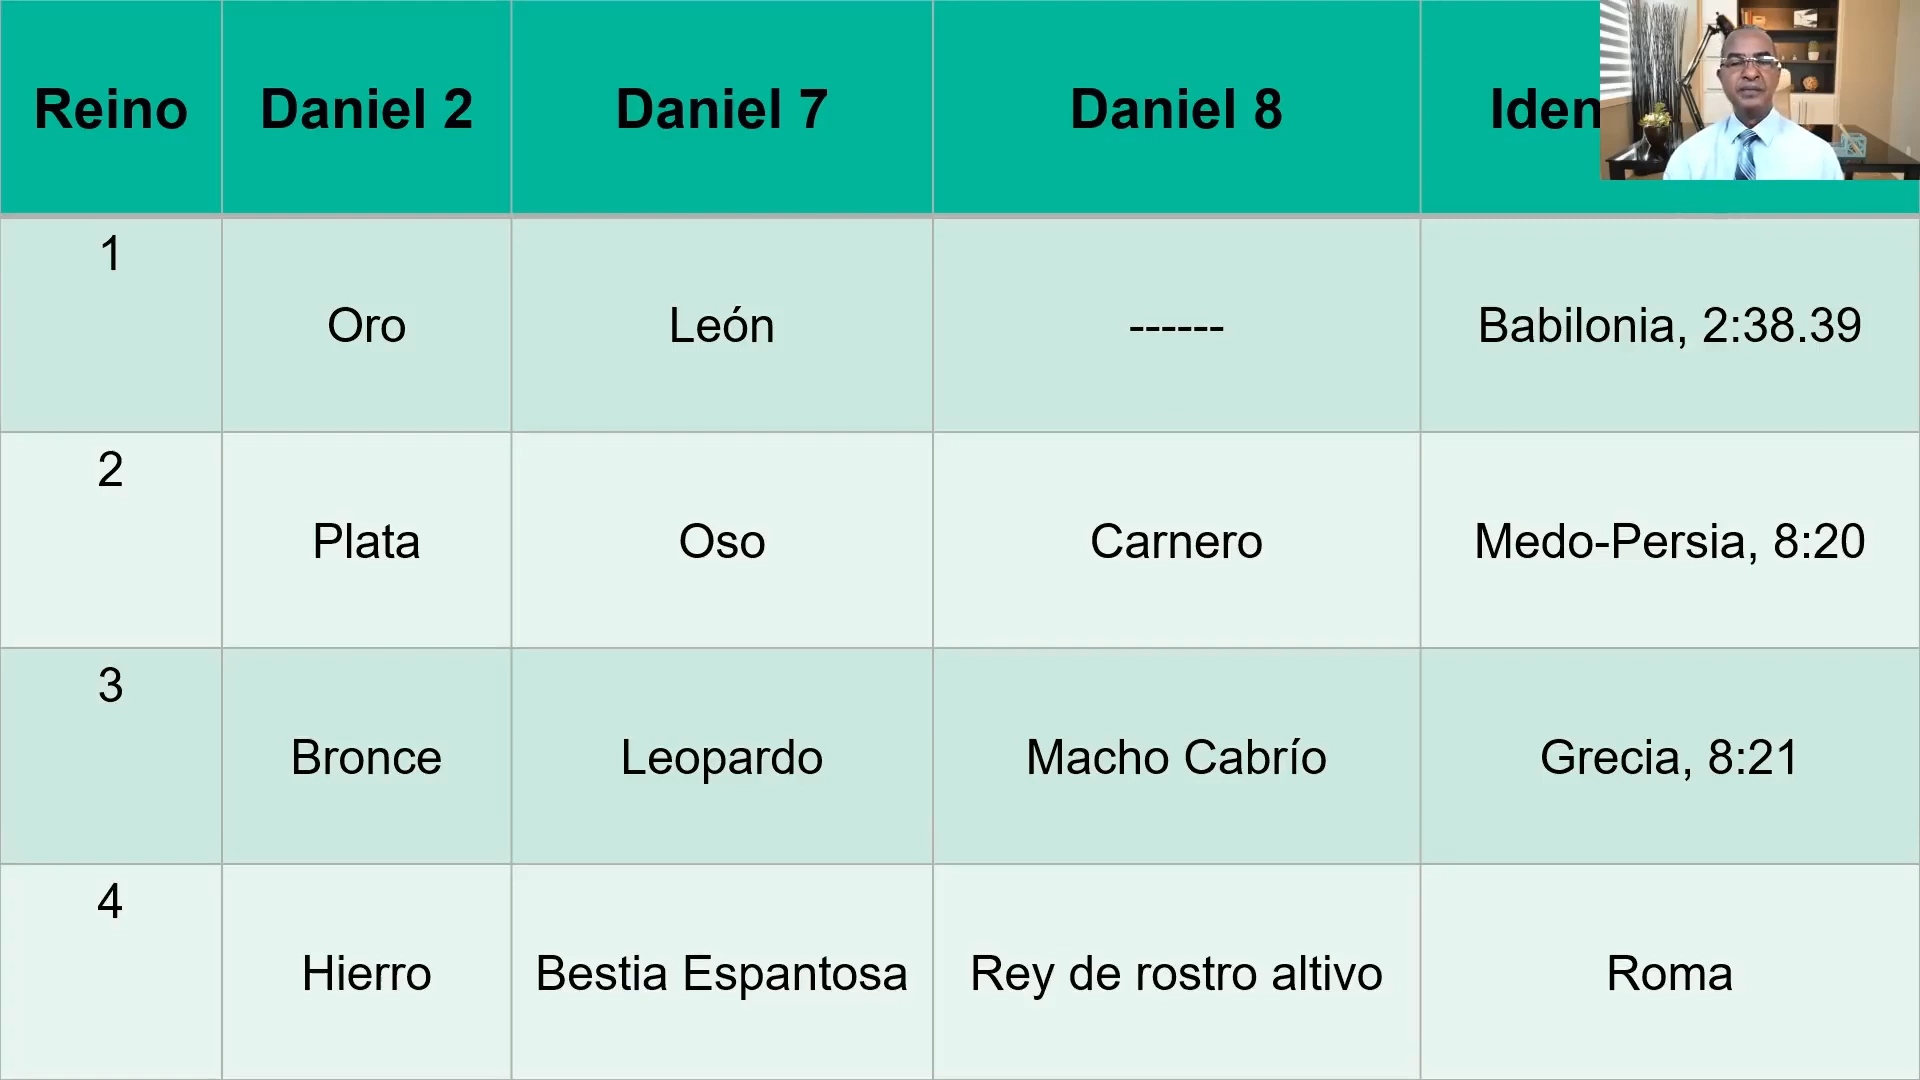 Reino Daniel 2 Daniel 7 Daniel 8 Iden
1 Oro León ------ Babilonia, 2:38.39
2 Plata Oso Carnero Medo-Persia, 8:20
3 Bronce Leopardo Macho Cabrío Grecia, 8:21
4 Hierro Bestia Espantosa Rey de rostro altivo Roma